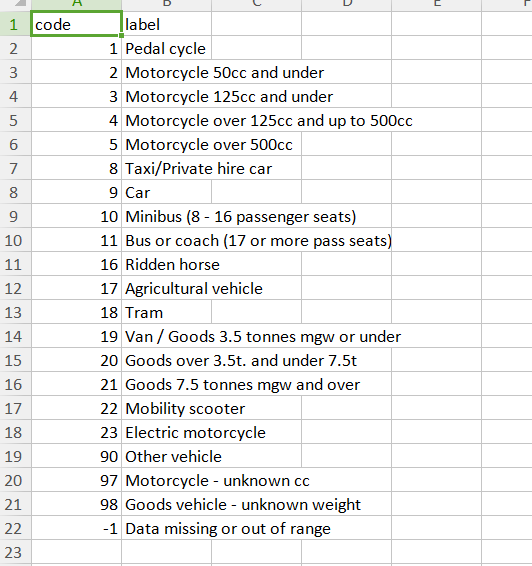 A B C D E
1 code label
2 1 Pedal cycle
3 2 Motorcycle 50cc and under
4 3 Motorcycle 125cc and under
5 4 Motorcycle over 125cc and up to 500cc
6 5 Motorcycle over 500cc
7 8 Taxi/Private hire car
8 9 Car
9 10 Minibus (8 - 16 passenger seats)
10 11 Bus or coach (17 or more pass seats)
11 16 Ridden horse
12 17 Agricultural vehicle
13 18 Tram
14 19 Van / Goods 3.5 tonnes mgw or under
15 20 Goods over 3.5t. and under 7.5t
16 21 Goods 7.5 tonnes mgw and over
17 22 Mobility scooter
18 23 Electric motorcycle
19 90 Other vehicle
20 97 Motorcycle - unknown cc
21 98 Goods vehicle - unknown weight
22 -1 Data missing or out of range
23